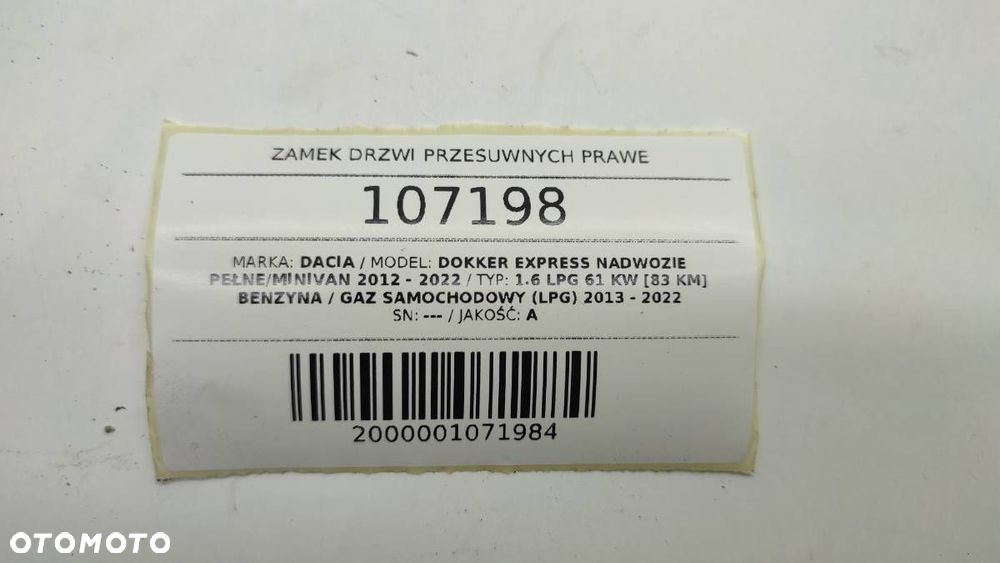 ZAMEK DRZWI PRZESUWNYCH PRAWE
107198
MARKA: DACIA / MODEL: DOKKER EXPRESS NADWOZIE
PEŁNE/MINIVAN 2012 - 2022 / TYP: 1.6 LPG 61 KW [83 KM]
BENZYNA / GAZ SAMOCHODOWY (LPG) 2013 - 2022
SN: --- / JAKOŚĆ: A
2000001071984
OTOMOTO